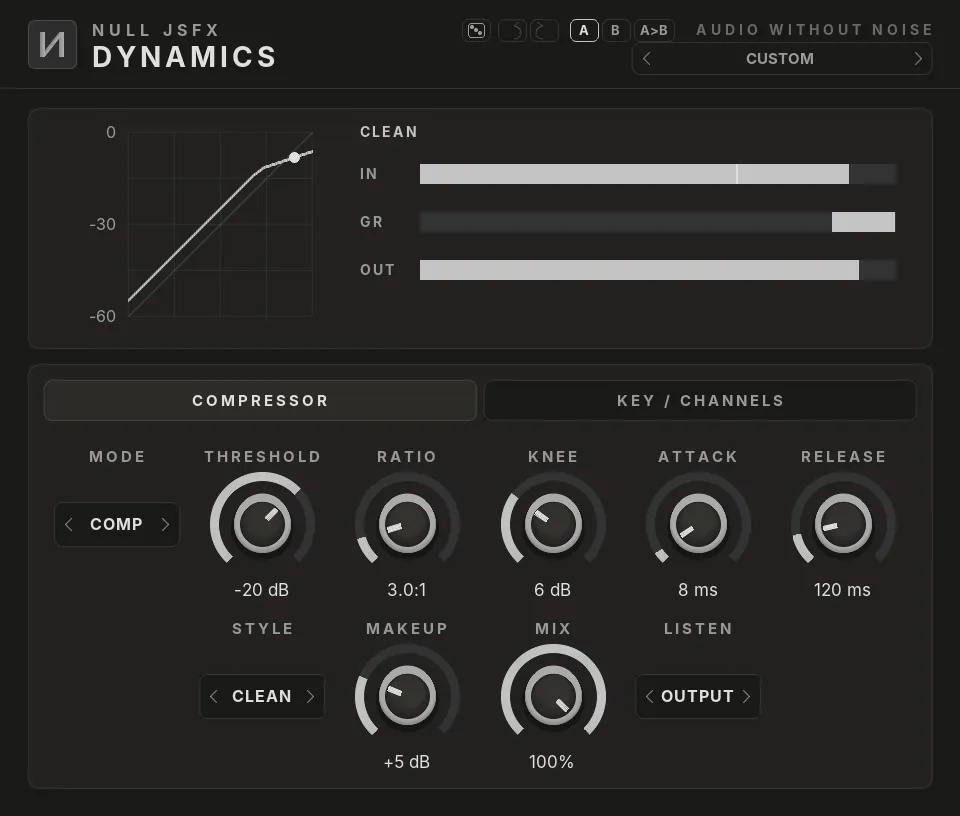 NULL JSFX
DYNAMICS
A B A>B
AUDIO WITHOUT NOISE
CUSTOM
0
-30
-60
CLEAN
IN
GR
OUT
COMPRESSOR
KEY / CHANNELS
MODE THRESHOLD RATIO KNEE ATTACK RELEASE
COMP
-20 dB 3.0:1 6 dB 8 ms 120 ms
STYLE MAKEUP MIX LISTEN
CLEAN OUTPUT
+5 dB 100%